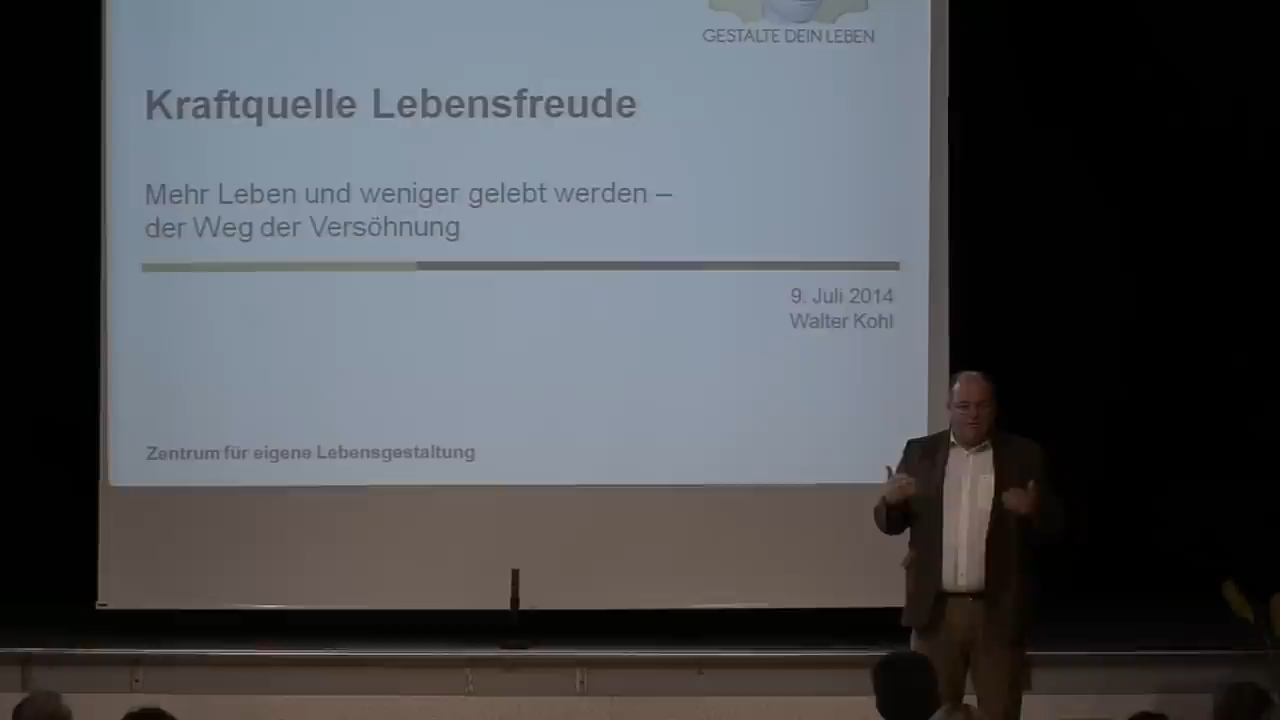 GESTALTE DEIN LEBEN
Kraftquelle Lebensfreude
Mehr Leben und weniger gelebt werden –
der Weg der Versöhnung
9. Juli 2014
Walter Kohl
Zentrum für eigene Lebensgestaltung